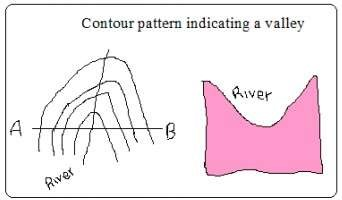 Contour pattern indicating a valley
River
A
B
River